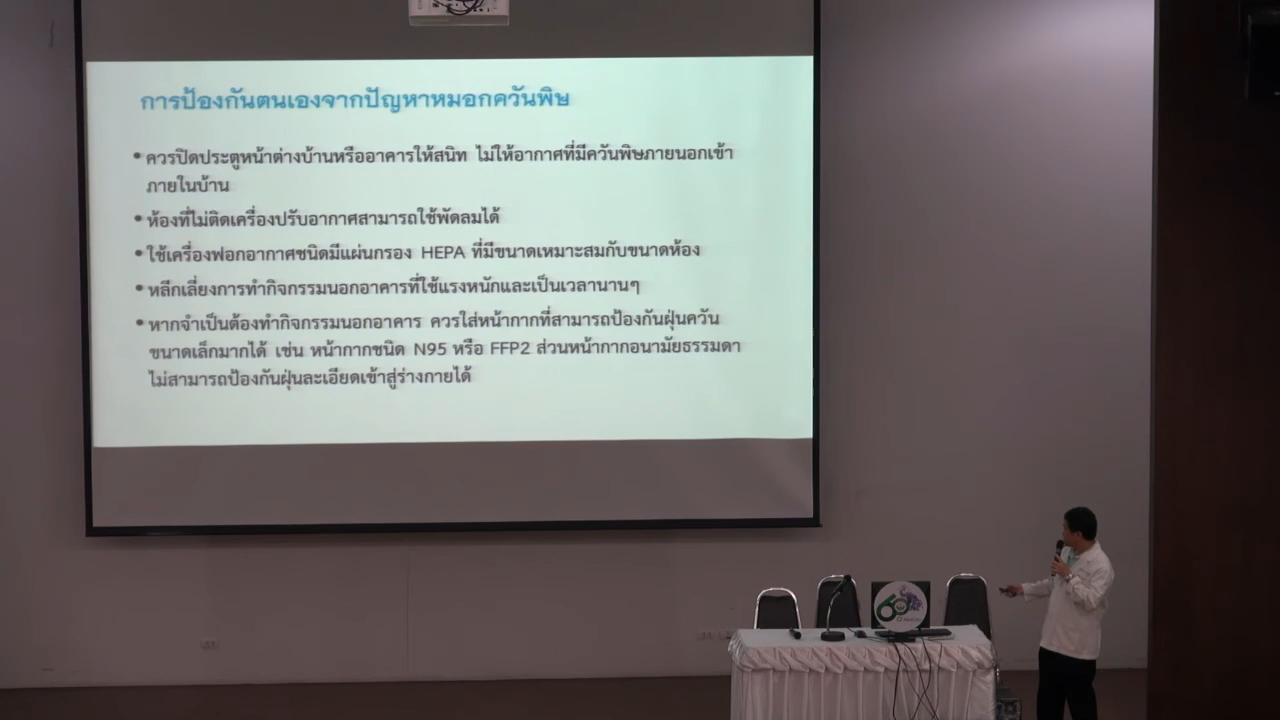 การป้องกันตนเองจากปัญหาหมอกควันพิษ
• ควรปิดประตูหน้าต่างบ้านหรืออาคารให้สนิท ไม่ให้อากาศที่มีควันพิษภายนอกเข้า
ภายในบ้าน
• ห้องที่ไม่ติดเครื่องปรับอากาศสามารถใช้พัดลมได้
• ใช้เครื่องฟอกอากาศชนิดมีแผ่นกรอง HEPA ที่มีขนาดเหมาะสมกับขนาดห้อง
• หลีกเลี่ยงการทำกิจกรรมนอกอาคารที่ใช้แรงหนักและเป็นเวลานานๆ
• หากจำเป็นต้องทำกิจกรรมนอกอาคาร ควรใส่หน้ากากที่สามารถป้องกันฝุ่นควัน
ขนาดเล็กมากได้ เช่น หน้ากากชนิด N95 หรือ FFP2 ส่วนหน้ากากอนามัยธรรมดา
ไม่สามารถป้องกันฝุ่นละเอียดเข้าสู่ร่างกายได้
60